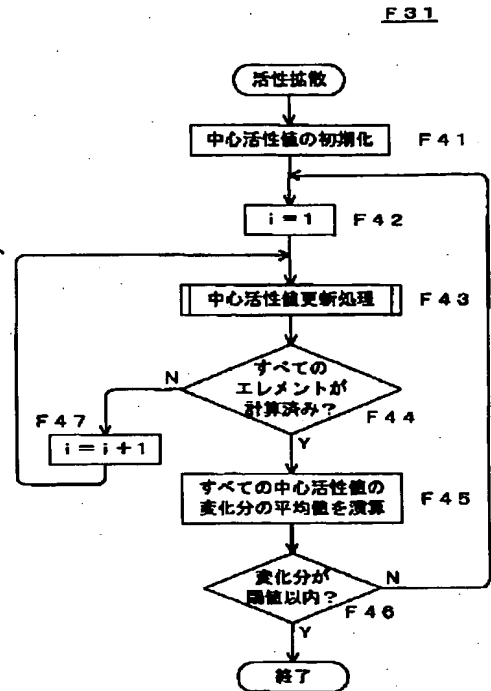 F31
活性拡散
中心活性値の初期化 F41
i=1 F42
中心活性値更新処理 F43
すべての
エレメントが
計算済み？ F44
N
Y
F47
i=i+1
すべての中心活性値の
変化分の平均値を演算 F45
変化分が
閾値以内？ F46
N
Y
終了